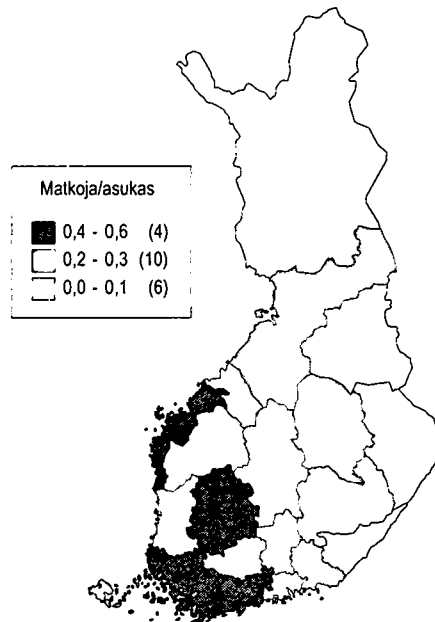 Matkoja/asukas
0,4 - 0,6 (4)
0,2 - 0,3 (10)
0,0 - 0,1 (6)